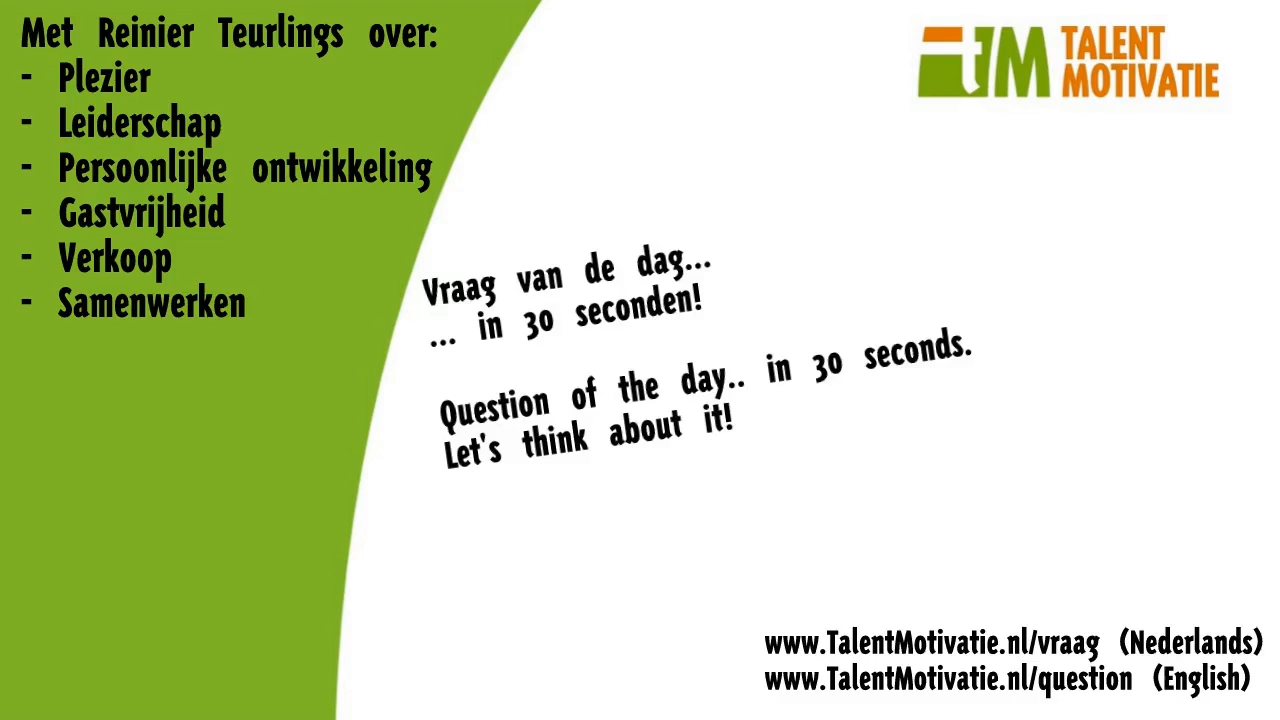 Met Reinier Teurlings over:
- Plezier
- Leiderschap
- Persoonlijke ontwikkeling
- Gastvrijheid
- Verkoop
- Samenwerken
tM TALENT
MOTIVATIE
Vraag van de dag...
... in 30 seconden!
Question of the day.. in 30 seconds.
Let's think about it!
www.TalentMotivatie.nl/vraag (Nederlands)
www.TalentMotivatie.nl/question (English)